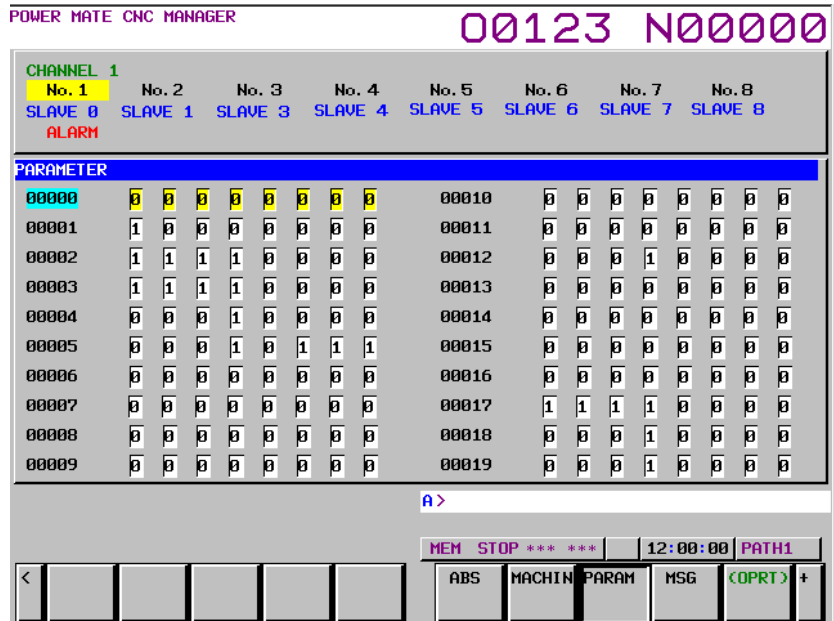 POWER MATE CNC MANAGER
O0123 N00000
CHANNEL 1
No. 1 No. 2 No. 3 No. 4 No. 5 No. 6 No. 7 No. 8
SLAVE 0 SLAVE 1 SLAVE 3 SLAVE 4 SLAVE 5 SLAVE 6 SLAVE 7 SLAVE 8
ALARM
PARAMETER
00000 0 0 0 0 0 0 0 0 00010 0 0 0 0 0 0 0 0
00001 1 0 0 0 0 0 0 0 00011 0 0 0 0 0 0 0 0
00002 1 1 1 1 0 0 0 0 00012 0 0 0 1 0 0 0 0
00003 1 1 1 1 0 0 0 0 00013 0 0 0 0 0 0 0 0
00004 0 0 0 1 0 0 0 0 00014 0 0 0 0 0 0 0 0
00005 0 0 0 1 0 1 1 1 00015 0 0 0 0 0 0 0 0
00006 0 0 0 0 0 0 0 0 00016 0 0 0 0 0 0 0 0
00007 0 0 0 0 0 0 0 0 00017 1 1 1 1 0 0 0 0
00008 0 0 0 0 0 0 0 0 00018 0 0 0 1 0 0 0 0
00009 0 0 0 0 0 0 0 0 00019 0 0 0 1 0 0 0 0
A>
MEM STOP *** *** 12:00:00 PATH1
< ABS MACHIN PARAM MSG (OPRT) +